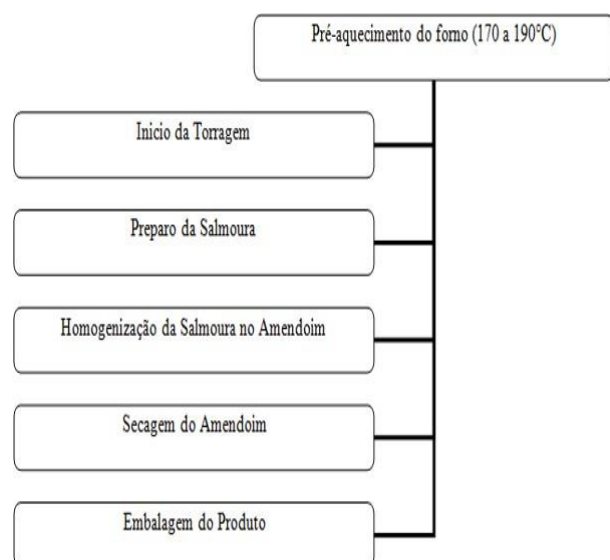 Pré-aquecimento do forno (170 a 190°C)
Inicio da Torragem
Preparo da Salmoura
Homogenização da Salmoura no Amendoim
Secagem do Amendoim
Embalagem do Produto